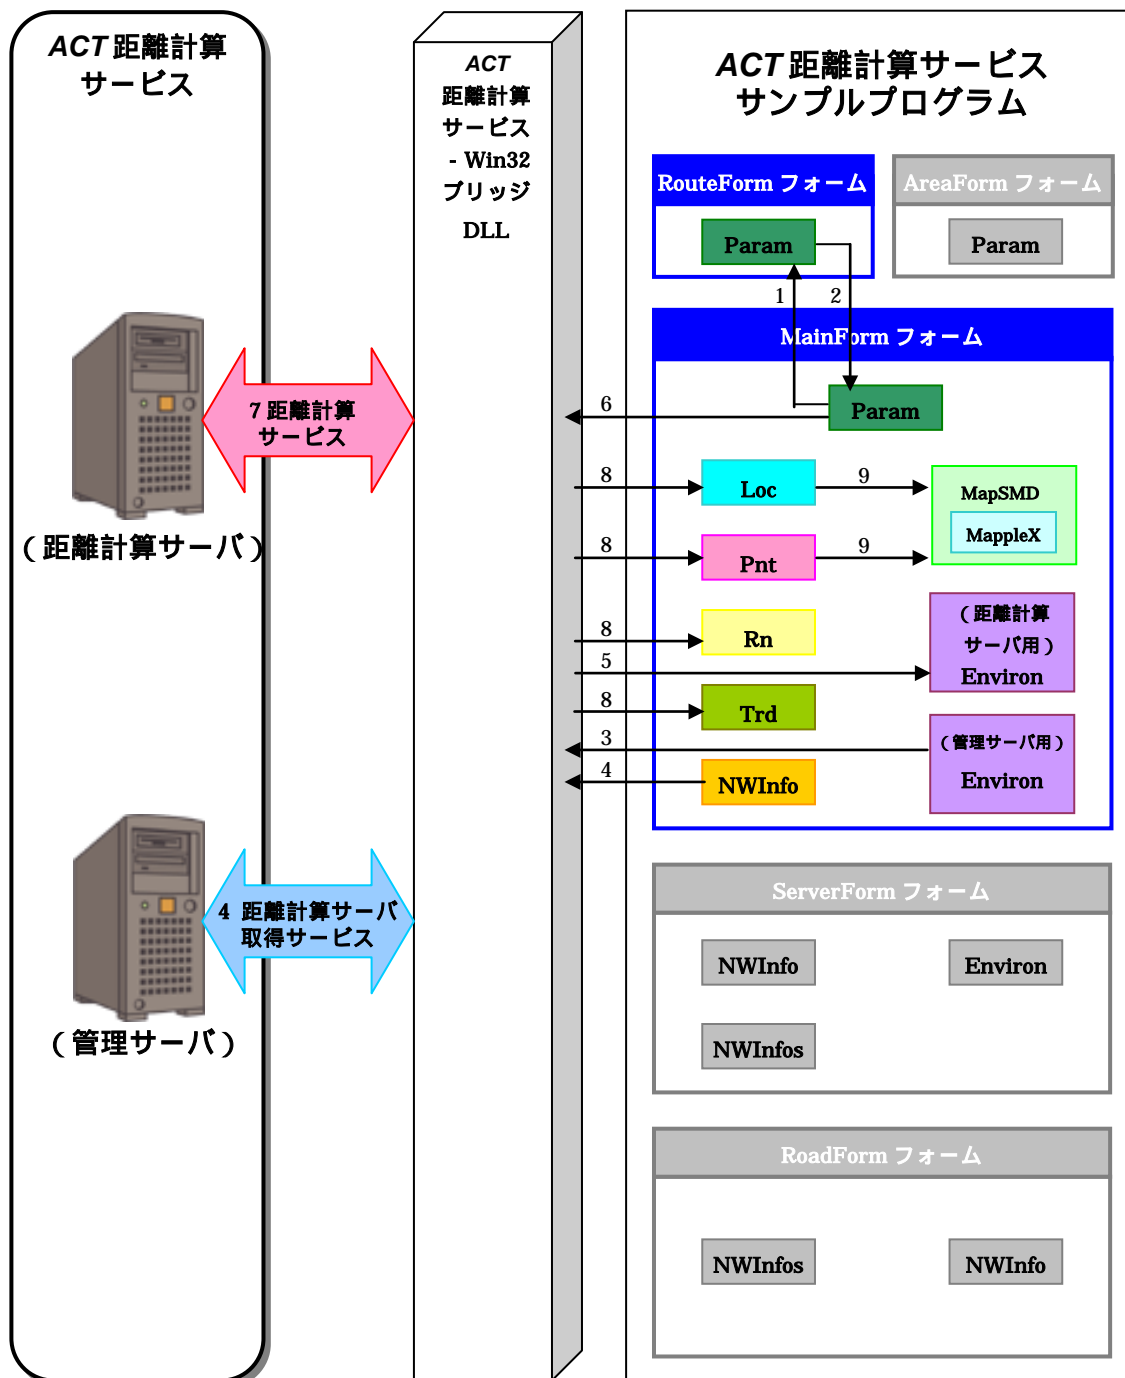 ACT 距離計算
サービス
(距離計算サーバ)
(管理サーバ)
7 距離計算
サービス
4 距離計算サーバ
取得サービス
ACT
距離計算
サービス
- Win32
ブリッジ
DLL
ACT 距離計算サービス
サンプルプログラム
RouteForm フォーム
Param
AreaForm フォーム
Param
1
2
MainForm フォーム
Param
6
8
Loc
9
MapSMD
MappleX
8
Pnt
9
8
Rn
5
(距離計算
サーバ用)
Environ
8
Trd
3
(管理サーバ用)
Environ
4
NWInfo
ServerForm フォーム
NWInfo
Environ
NWInfos
RoadForm フォーム
NWInfos
NWInfo